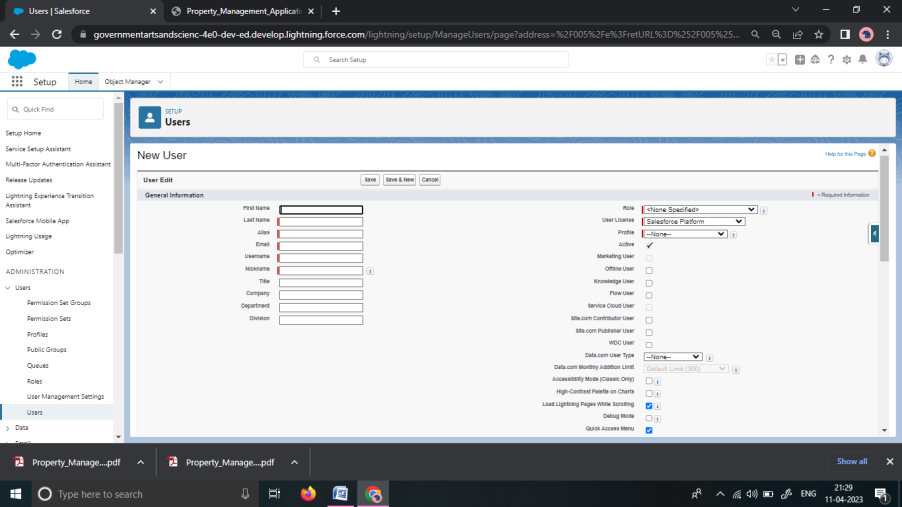 Users | Salesforce
Property_Management_Applicati
governmentartsandscienc-4e0-dev-ed.develop.lightning.force.com/lightning/setup/ManageUsers/page?address=%2F005%2Fe%3FretURL%3D%252F005%25...
Search Setup
Setup
Home
Object Manager
Quick Find
Setup Home
Service Setup Assistant
Multi-Factor Authentication Assistant
Release Updates
Lightning Experience Transition
Assistant
Salesforce Mobile App
Lightning Usage
Optimizer
ADMINISTRATION
Users
Permission Set Groups
Permission Sets
Profiles
Public Groups
Queues
Roles
User Management Settings
Users
Data
SETUP
Users
New User
Help for this Page
User Edit
Save
Save & New
Cancel
General Information
= Required Information
First Name
Last Name
Alias
Email
Username
Nickname
Title
Company
Department
Division
Role
<None Specified>
User License
Salesforce Platform
Profile
--None--
Active
Marketing User
Offline User
Knowledge User
Flow User
Service Cloud User
Site.com Contributor User
Site.com Publisher User
WDC User
Data.com User Type
--None--
Data.com Monthly Addition Limit
Default Limit (300)
Accessibility Mode (Classic Only)
High-Contrast Palette on Charts
Load Lightning Pages While Scrolling
Debug Mode
Quick Access Menu
Property_Manage....pdf
Property_Manage....pdf
Show all
Type here to search
ENG
21:29
11-04-2023
1